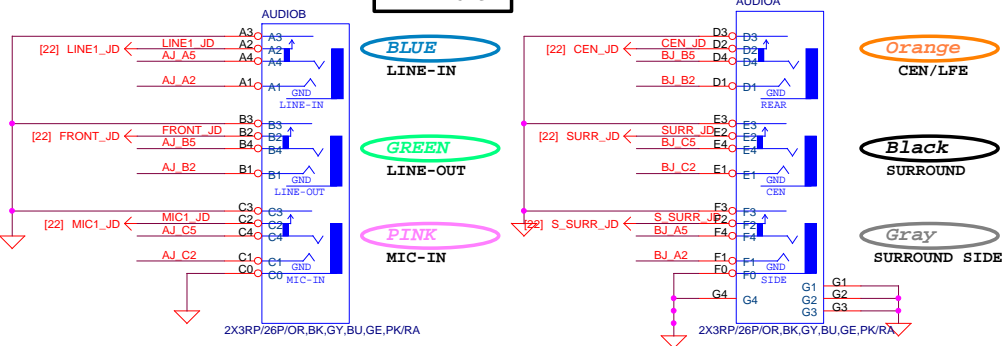 AUDIOB
A3 A3
[22] LINE1_JD LINE1_JD A2 A2
AJ_A5 A4 A4
AJ_A2 A1 A1
GND
LINE-IN
BLUE
LINE-IN
B3 B3
[22] FRONT_JD FRONT_JD B2 B2
AJ_B5 B4 B4
AJ_B2 B1 B1
GND
LINE-OUT
GREEN
LINE-OUT
C3 C3
[22] MIC1_JD MIC1_JD C2 C2
AJ_C5 C4 C4
AJ_C2 C1 C1
C0 C0
GND
MIC-IN
PINK
MIC-IN
2X3RP/26P/OR,BK,GY,BU,GE,PK/RA
AUDIOA
D3 D3
[22] CEN_JD CEN_JD D2 D2
BJ_B5 D4 D4
BJ_B2 D1 D1
GND
REAR
Orange
CEN/LFE
E3 E3
[22] SURR_JD SURR_JD E2 E2
BJ_C5 E4 E4
BJ_C2 E1 E1
GND
CEN
Black
SURROUND
F3 F3
[22] S_SURR_JD S_SURR_JD F2 F2
BJ_A5 F4 F4
BJ_A2 F1 F1
F0 F0
GND
SIDE
Gray
SURROUND SIDE
G4 G4
G1 G1
G2 G2
G3 G3
2X3RP/26P/OR,BK,GY,BU,GE,PK/RA